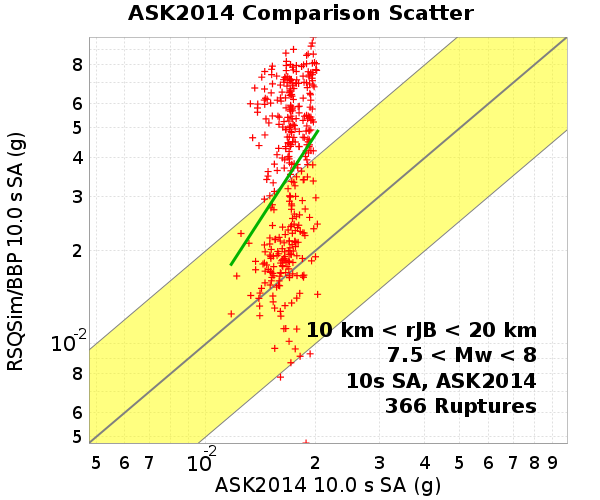 ASK2014 Comparison Scatter
RSQSim/BBP 10.0 s SA (g)
8
6
5
4
3
2
10-2
8
6
5
10 km < rJB < 20 km
7.5 < Mw < 8
10s SA, ASK2014
366 Ruptures
5 6 7 10-2 2 3 4 5 6 7 8 9
ASK2014 10.0 s SA (g)